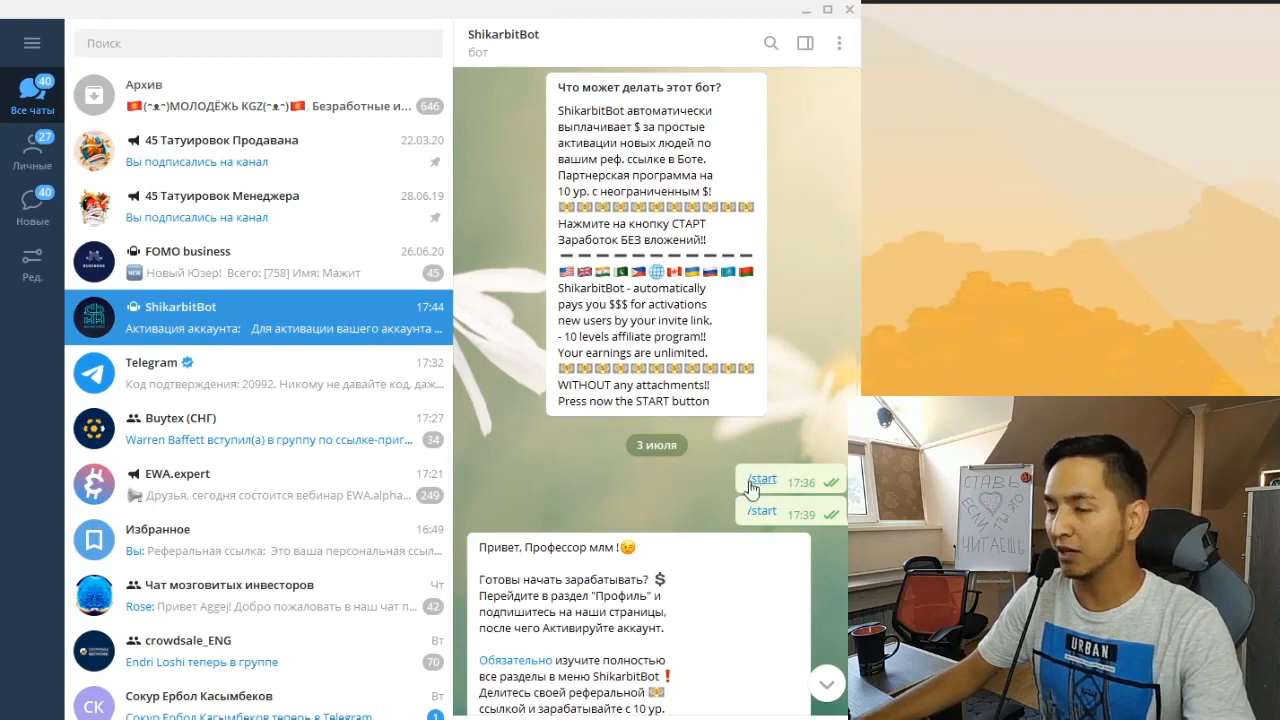 Поиск
Все чаты
40
Личные
27
Новые
40
Ред.
Архив
(ᵔᴥᵔ)МОЛОДЁЖЬ KGZ(ᵔᴥᵔ) . Безработные и...
646
45 Татуировок Продавана
22.03.20
Вы подписались на канал
45 Татуировок Менеджера
28.06.19
Вы подписались на канал
FOMO business
26.06.20
Новый Юзер! Всего: [758] Имя: Мажит
45
ShikarbitBot
17:44
Активация аккаунта: Для активации вашего аккаунта ...
Telegram
17:32
Код подтверждения: 20992. Никому не давайте код, даж...
Buytex (СНГ)
17:27
Warren Baffett вступил(а) в группу по ссылке-приг...
34
EWA.expert
17:21
Друзья, сегодня состоится вебинар EWA.alpha...
249
Избранное
16:49
Вы: Реферальная ссылка: Это ваша персональная ссыл...
Чат мозговитых инвесторов
Чт
Rose: Привет Aggej! Добро пожаловать в наш чат п...
42
crowdsale_ENG
Вт
Endri Loshi теперь в группе
70
СК
Сокур Ербол Касымбеков
Вт
Сокур Ербол Касымбеков теперь в Telegram
1
ShikarbitBot
бот
Что может делать этот бот?
ShikarbitBot автоматически
выплачивает $ за простые
активации новых людей по
вашим реф. ссылке в Боте.
Партнерская программа на
10 ур. с неограниченным $!
Нажмите на кнопку СТАРТ
Заработок БЕЗ вложений!!
ShikarbitBot - automatically
pays you $$$ for activations
new users by your invite link.
- 10 levels affiliate program!!
Your earnings are unlimited.
WITHOUT any attachments!!
Press now the START button
3 июля
/start 17:36
/start 17:39
Привет, Профессор млм !
Готовы начать зарабатывать? $
Перейдите в раздел "Профиль" и
подпишитесь на наши страницы,
после чего Активируйте аккаунт.
Обязательно изучите полностью
все разделы в меню ShikarbitBot❗
Делитесь своей реферальной
ссылкой и зарабатывайте с 10 ур.
СТАВЬ
ЕСЛИ ТЫ ЭТО
ЧИТАЕШЬ
URBAN